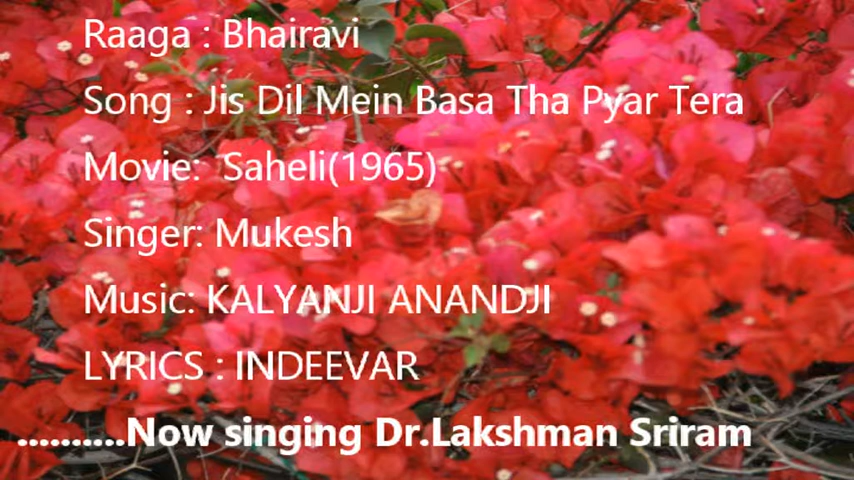 Raaga : Bhairavi
Song : Jis Dil Mein Basa Tha Pyar Tera
Movie:  Saheli(1965)
Singer: Mukesh
Music: KALYANJI ANANDJI
LYRICS : INDEEVAR
..........Now singing Dr.Lakshman Sriram